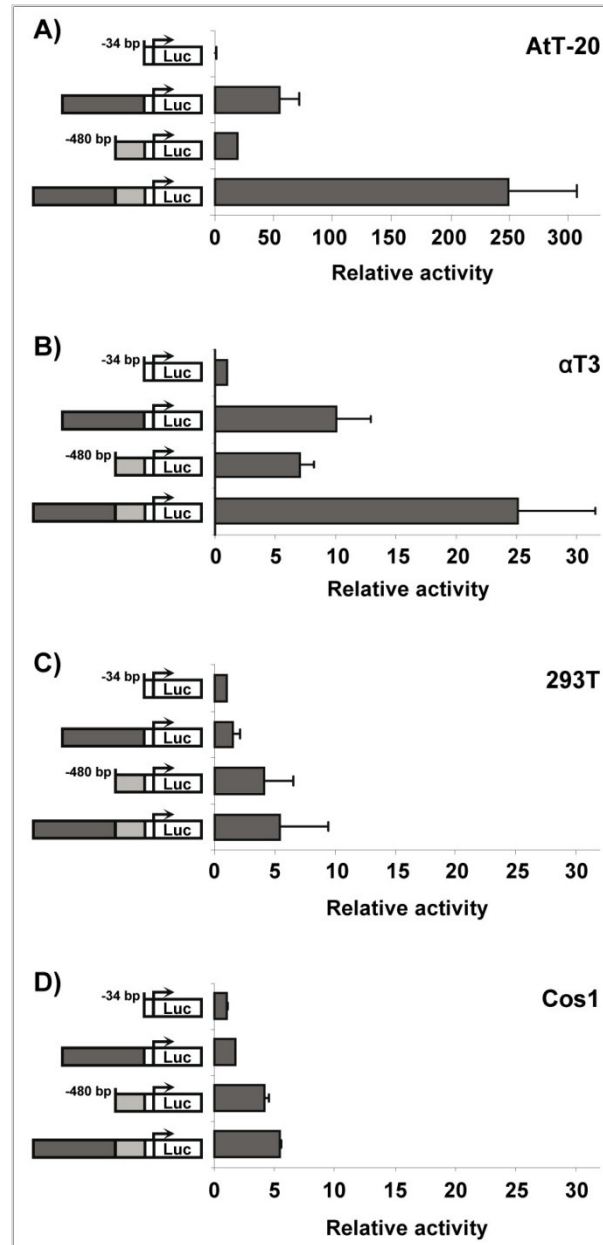 A)
AtT-20
-34 bp
Luc
Luc
-480 bp
Luc
Luc
0 50 100 150 200 250 300
Relative activity
B)
αT3
-34 bp
Luc
Luc
-480 bp
Luc
Luc
0 5 10 15 20 25 30
Relative activity
C)
293T
-34 bp
Luc
Luc
-480 bp
Luc
Luc
0 5 10 15 20 25 30
Relative activity
D)
Cos1
-34 bp
Luc
Luc
-480 bp
Luc
Luc
0 5 10 15 20 25 30
Relative activity